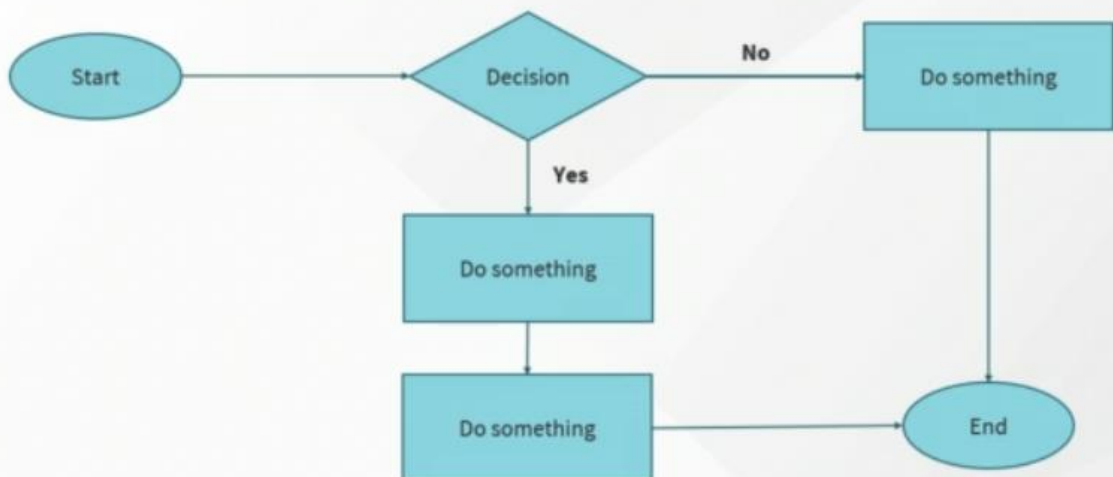 Start
Decision
No
Do something
Yes
Do something
Do something
End